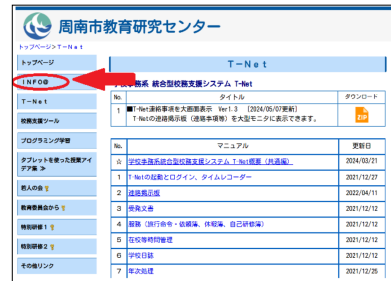 周南市教育研究センター
トップページ>T-Net
トップページ
INFO@
T-Net
校務支援ツール
プログラミング学習
タブレットを使った授業アイ
デア集 ≫
若人の会
教育委員会から
特別研修1
特別研修2
その他リンク
T-Net
学校事務系 統合型校務支援システム T-Net
No. タイトル ダウンロード
1 ■T-Net連絡事項を大画面表示 Ver1.3 [2024/05/07更新]
T-Netの連絡掲示板(連絡事項等)を大型モニタに表示できます。
ZIP
No. マニュアル 更新日
☆ 学校事務系統合型校務支援システム T-Net概要(共通編) 2024/03/21
1 T-Netの起動とログイン、タイムレコーダー 2021/12/27
2 連絡掲示板 2022/04/11
3 受発文書 2021/12/12
4 服務(旅行命令・依頼簿、休暇簿、自己研修簿) 2021/12/12
5 在校等時間管理 2021/12/12
6 学校日誌 2021/12/12
7 年次処理 2021/12/25